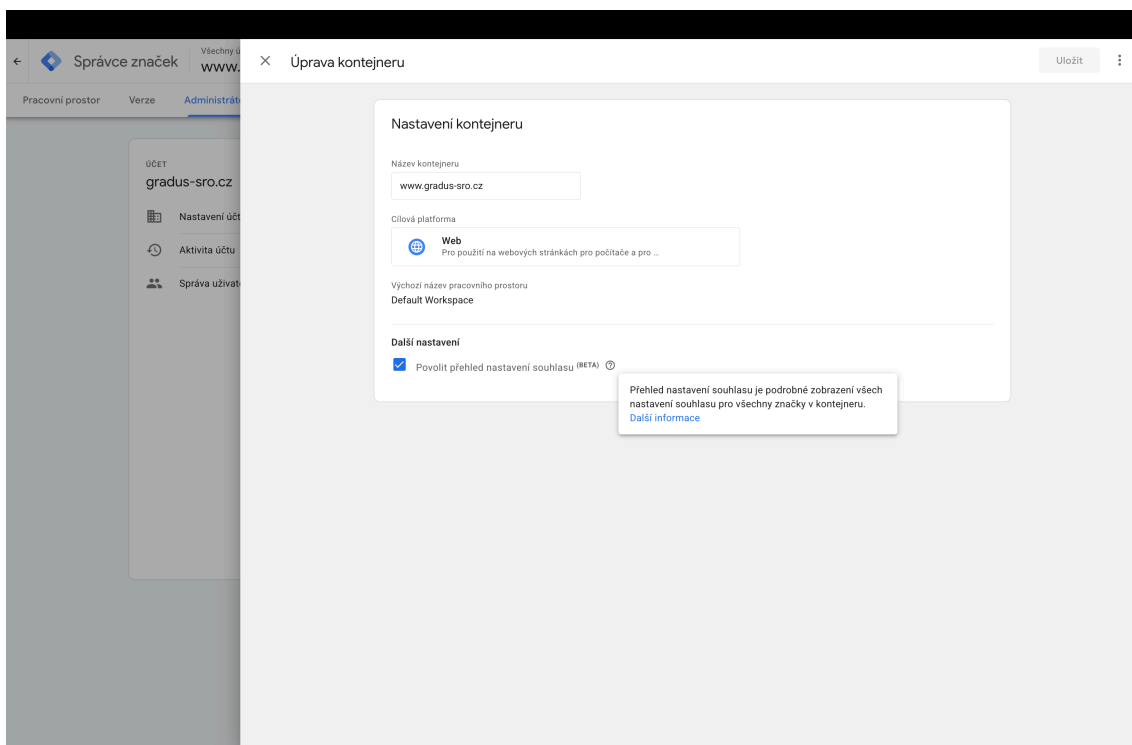 Správce značek
Všechny ú
www.
Úprava kontejneru
Uložit
Pracovní prostor
Verze
Administrát
ÚČET
gradus-sro.cz
Nastavení účt
Aktivita účtu
Správa uživat
Nastavení kontejneru
Název kontejneru
www.gradus-sro.cz
Cílová platforma
Web
Pro použití na webových stránkách pro počítače a pro ...
Výchozí název pracovního prostoru
Default Workspace
Další nastavení
Povolit přehled nastavení souhlasu (BETA)
Přehled nastavení souhlasu je podrobné zobrazení všech
nastavení souhlasu pro všechny značky v kontejneru.
Další informace